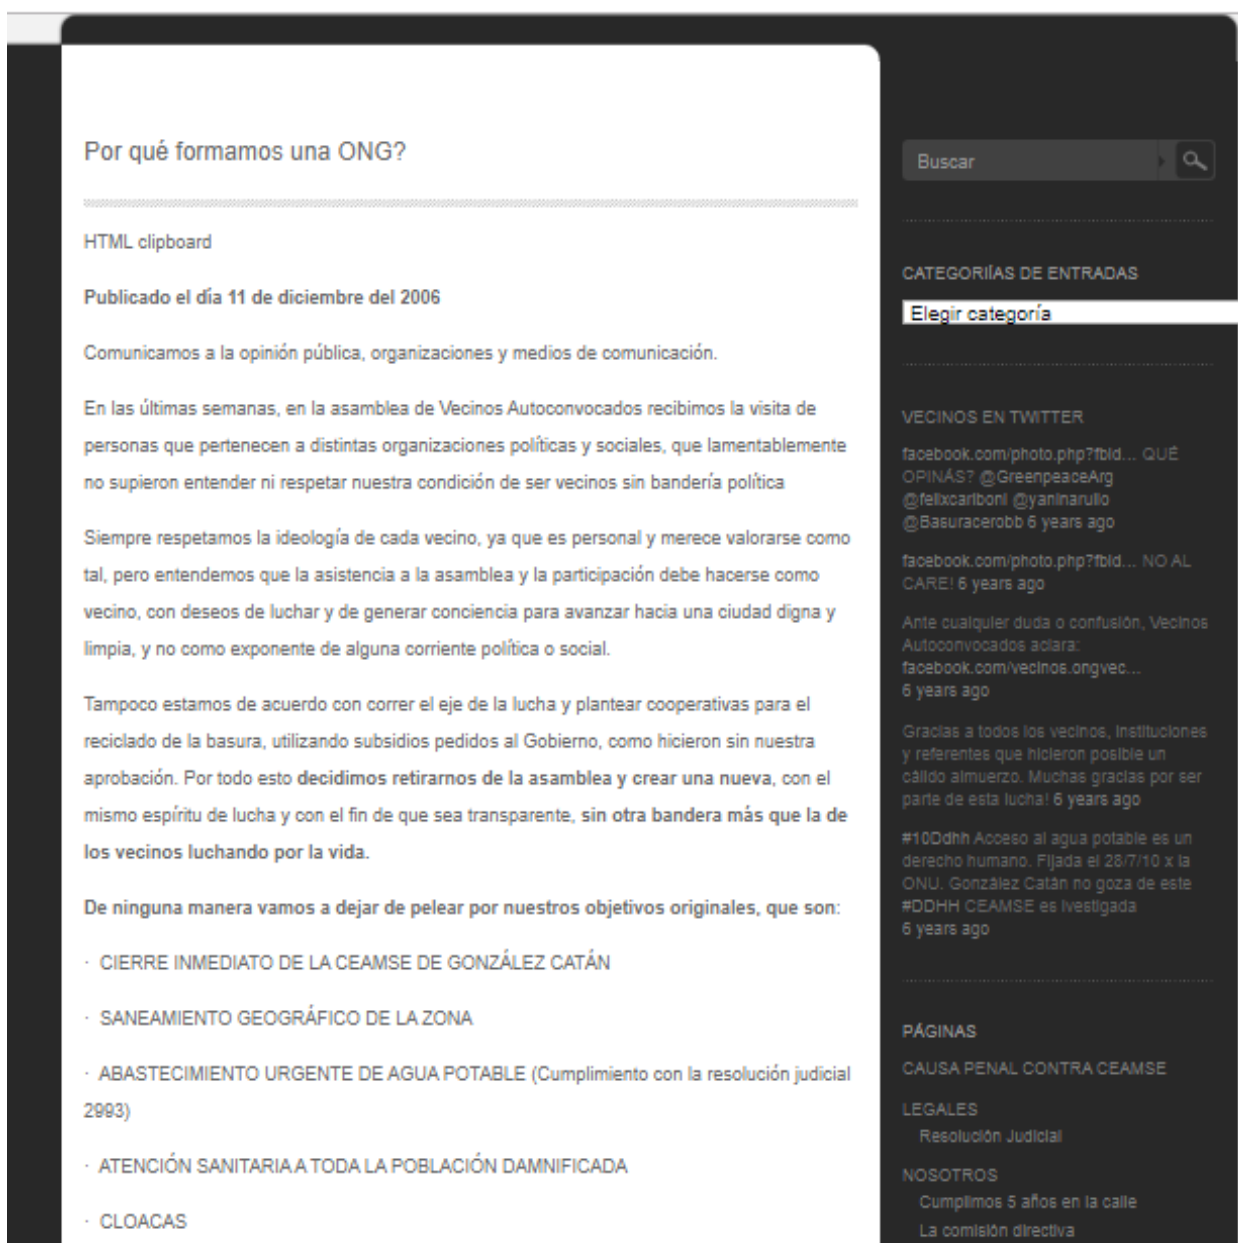 Por qué formamos una ONG?
HTML clipboard
Publicado el día 11 de diciembre del 2006
Comunicamos a la opinión pública, organizaciones y medios de comunicación.
En las últimas semanas, en la asamblea de Vecinos Autoconvocados recibimos la visita de
personas que pertenecen a distintas organizaciones políticas y sociales, que lamentablemente
no supieron entender ni respetar nuestra condición de ser vecinos sin bandería política
Siempre respetamos la ideología de cada vecino, ya que es personal y merece valorarse como
tal, pero entendemos que la asistencia a la asamblea y la participación debe hacerse como
vecino, con deseos de luchar y de generar conciencia para avanzar hacia una ciudad digna y
limpia, y no como exponente de alguna corriente política o social.
Tampoco estamos de acuerdo con correr el eje de la lucha y plantear cooperativas para el
reciclado de la basura, utilizando subsidios pedidos al Gobierno, como hicieron sin nuestra
aprobación. Por todo esto decidimos retirarnos de la asamblea y crear una nueva, con el
mismo espíritu de lucha y con el fin de que sea transparente, sin otra bandera más que la de
los vecinos luchando por la vida.
De ninguna manera vamos a dejar de pelear por nuestros objetivos originales, que son:
· CIERRE INMEDIATO DE LA CEAMSE DE GONZÁLEZ CATÁN
· SANEAMIENTO GEOGRÁFICO DE LA ZONA
· ABASTECIMIENTO URGENTE DE AGUA POTABLE (Cumplimiento con la resolución judicial
2993)
· ATENCIÓN SANITARIA A TODA LA POBLACIÓN DAMNIFICADA
· CLOACAS
Buscar
CATEGORIÍAS DE ENTRADAS
Elegir categoría
VECINOS EN TWITTER
facebook.com/photo.php?fbid... QUÉ
OPINÁS? @GreenpeaceArg
@felixcariboni @yaninarullo
@Basuracerobb 6 years ago
facebook.com/photo.php?fbid... NO AL
CARE! 6 years ago
Ante cualquier duda o confusión, Vecinos
Autoconvocados aclara:
facebook.com/vecinos.ongvec...
6 years ago
Gracias a todos los vecinos, instituciones
y referentes que hicieron posible un
cálido almuerzo. Muchas gracias por ser
parte de esta lucha! 6 years ago
#10Ddhh Acceso al agua potable es un
derecho humano. Fijada el 28/7/10 x la
ONU. González Catán no goza de este
#DDHH CEAMSE es ivestigada
6 years ago
PÁGINAS
CAUSA PENAL CONTRA CEAMSE
LEGALES
Resolución Judicial
NOSOTROS
Cumplimos 5 años en la calle
La comisión directiva